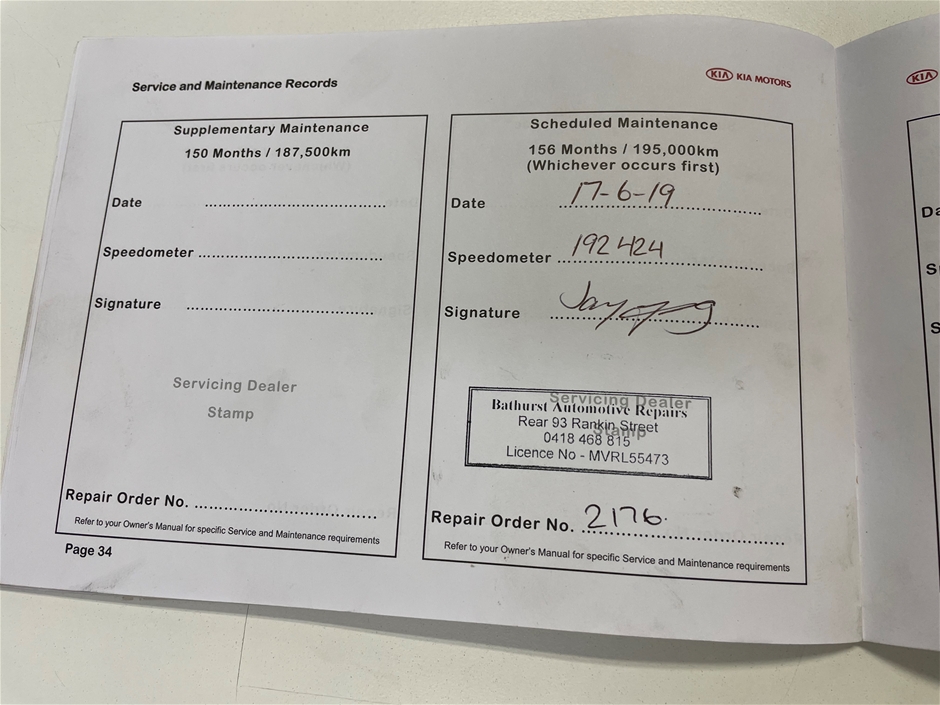 Service and Maintenance Records
KIA KIA MOTORS
Supplementary Maintenance
150 Months / 187,500km
Date
Speedometer
Signature
Servicing Dealer
Stamp
Repair Order No.
Refer to your Owner's Manual for specific Service and Maintenance requirements
Page 34
Scheduled Maintenance
156 Months / 195,000km
(Whichever occurs first)
Date 17-6-19
Speedometer 192424
Signature
Servicing Dealer
Stamp
Bathurst Automotive Repairs
Rear 93 Rankin Street
0418 468 815
Licence No - MVRL55473
Repair Order No. 2176.
Refer to your Owner's Manual for specific Service and Maintenance requirements
KIA